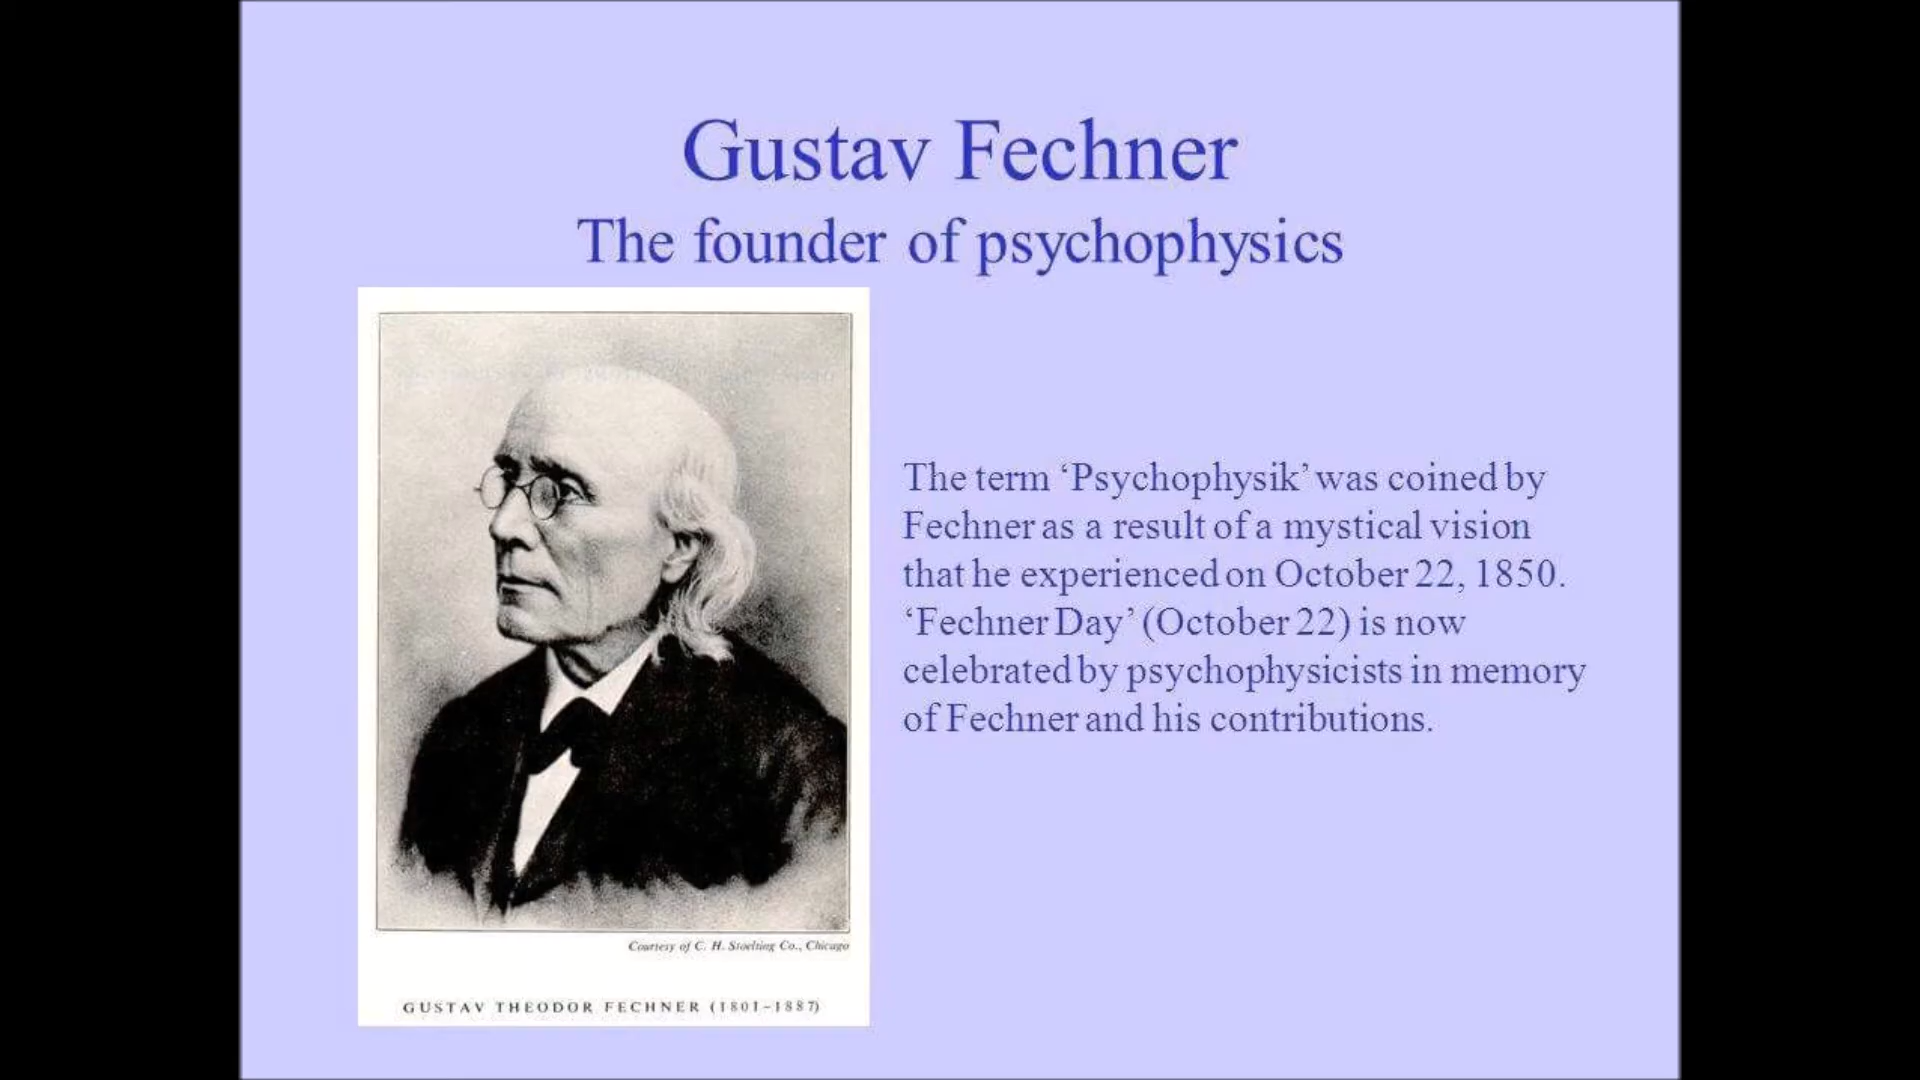 Gustav Fechner
The founder of psychophysics
The term ‘Psychophysik’ was coined by
Fechner as a result of a mystical vision
that he experienced on October 22, 1850.
‘Fechner Day’ (October 22) is now
celebrated by psychophysicists in memory
of Fechner and his contributions.
Courtesy of C. H. Stoelting Co., Chicago
GUSTAV THEODOR FECHNER (1801–1887)